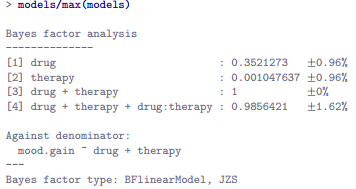 > models/max(models)
Bayes factor analysis
--------------
[1] drug : 0.3521273 ±0.96%
[2] therapy : 0.001047637 ±0.96%
[3] drug + therapy : 1 ±0%
[4] drug + therapy + drug:therapy : 0.9856421 ±1.62%
Against denominator:
mood.gain ~ drug + therapy
---
Bayes factor type: BFlinearModel, JZS